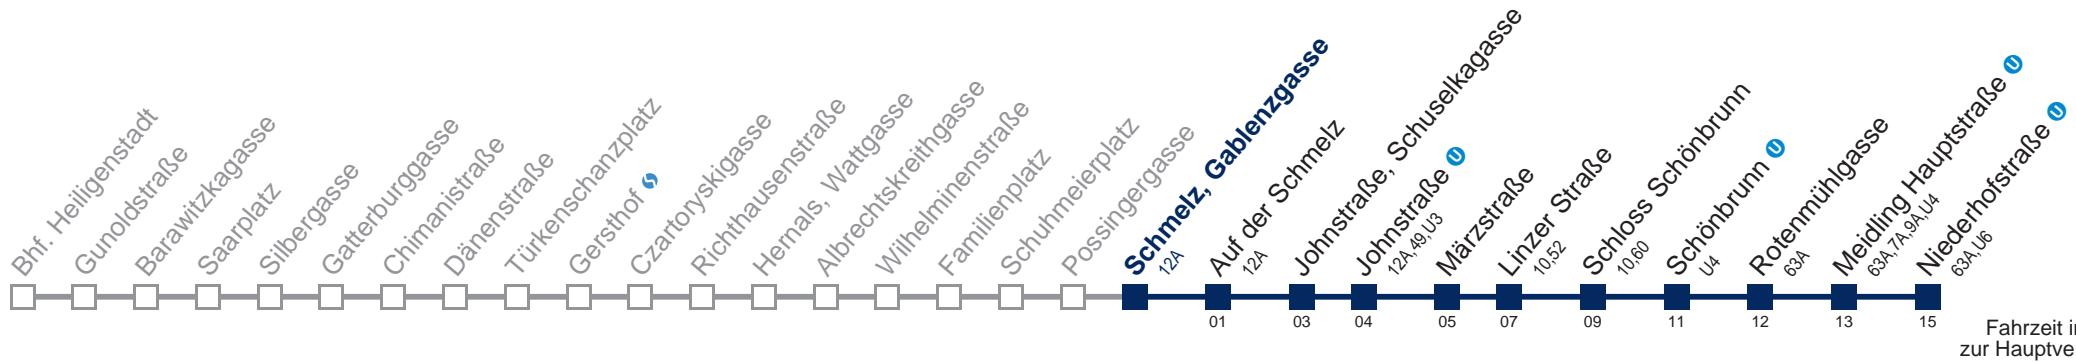 Bhf. Heiligenstadt
Gunoldstraße
Barawitzkagasse
Saarplatz
Silbergasse
Gatterburggasse
Chimanistraße
Dänenstraße
Türkenschanzplatz
Gersthof
Czartoryskigasse
Richthausenstraße
Hernals, Wattgasse
Albrechtskreithgasse
Wilhelminenstraße
Familienplatz
Schuhmeierplatz
Possingergasse
Schmelz, Gablenzgasse
12A
Auf der Schmelz
12A
Johnstraße, Schuselkagasse
Johnstraße U
12A,49,U3
Märzstraße
Linzer Straße
10,52
Schloss Schönbrunn
10,60
Schönbrunn U
U4
Rotenmühlgasse
63A
Meidling Hauptstraße U
63A,7A,9A,U4
Niederhofstraße U
63A,U6
01 03 04 05 07 09 11 12 13 15
Fahrzeit
zur